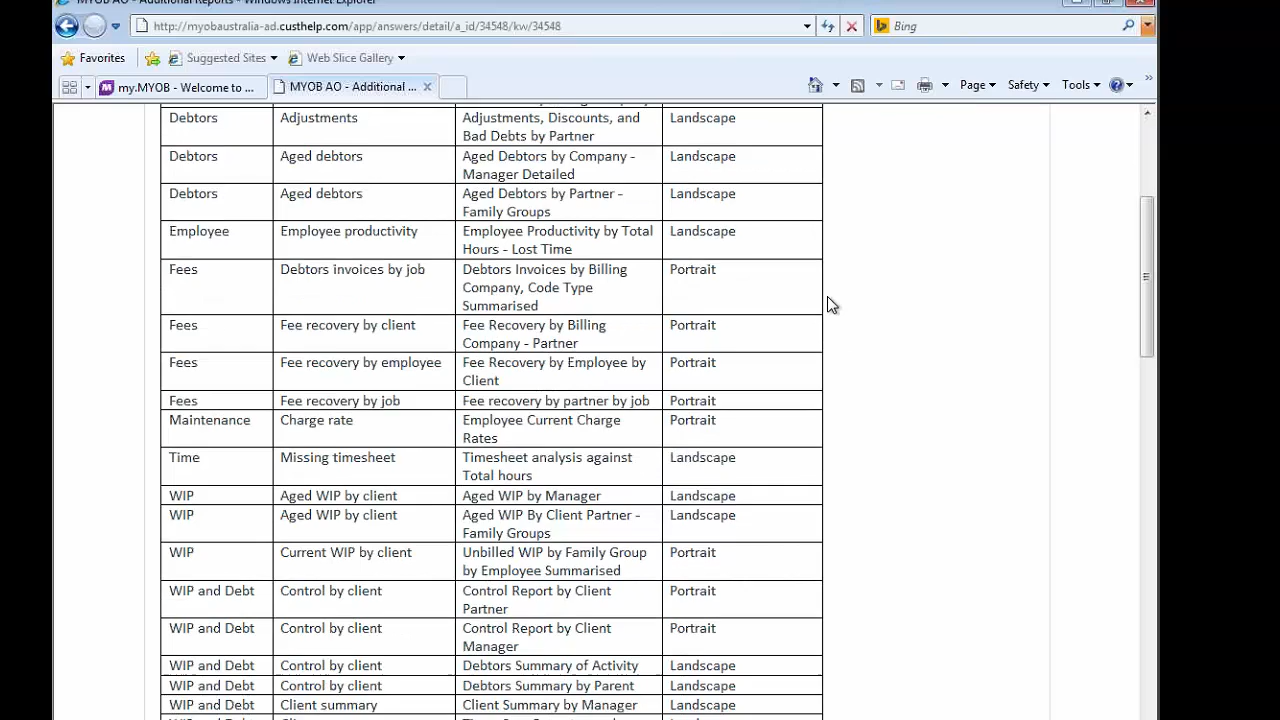 MYOB AO - Additional Reports - Windows Internet Explorer
http://myobaustralia-ad.custhelp.com/app/answers/detail/a_id/34548/kw/34548
Bing
Favorites
Suggested Sites
Web Slice Gallery
my.MYOB - Welcome to ...
MYOB AO - Additional ...
Page
Safety
Tools
Debtors Adjustments Adjustments, Discounts, and Landscape
Bad Debts by Partner
Debtors Aged debtors Aged Debtors by Company - Landscape
Manager Detailed
Debtors Aged debtors Aged Debtors by Partner - Landscape
Family Groups
Employee Employee productivity Employee Productivity by Total Landscape
Hours - Lost Time
Fees Debtors invoices by job Debtors Invoices by Billing Portrait
Company, Code Type
Summarised
Fees Fee recovery by client Fee Recovery by Billing Portrait
Company - Partner
Fees Fee recovery by employee Fee Recovery by Employee by Portrait
Client
Fees Fee recovery by job Fee recovery by partner by job Portrait
Maintenance Charge rate Employee Current Charge Portrait
Rates
Time Missing timesheet Timesheet analysis against Landscape
Total hours
WIP Aged WIP by client Aged WIP by Manager Landscape
WIP Aged WIP by client Aged WIP By Client Partner - Landscape
Family Groups
WIP Current WIP by client Unbilled WIP by Family Group Portrait
by Employee Summarised
WIP and Debt Control by client Control Report by Client Portrait
Partner
WIP and Debt Control by client Control Report by Client Portrait
Manager
WIP and Debt Control by client Debtors Summary of Activity Landscape
WIP and Debt Control by client Debtors Summary by Parent Landscape
WIP and Debt Client summary Client Summary by Manager Landscape